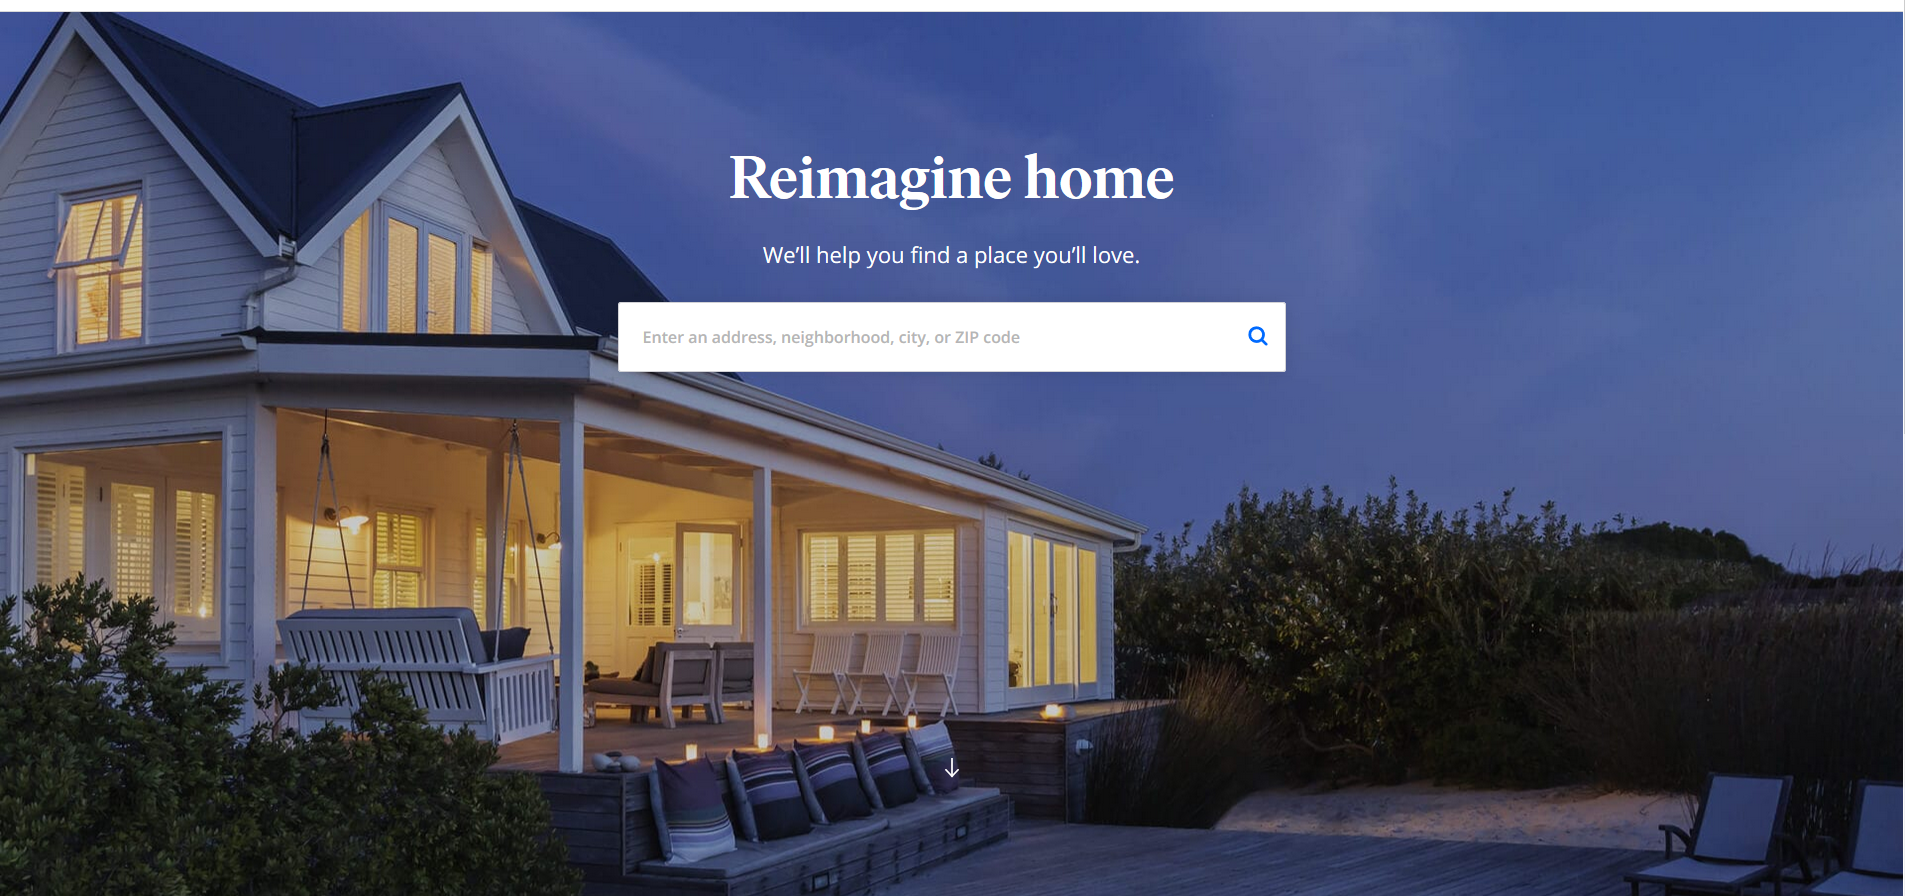 Reimagine home
We’ll help you find a place you’ll love.
Enter an address, neighborhood, city, or ZIP code